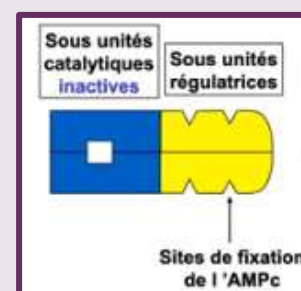 Sous unités
catalytiques
inactives
Sous unités
régulatrices
Sites de fixation
de l 'AMPc